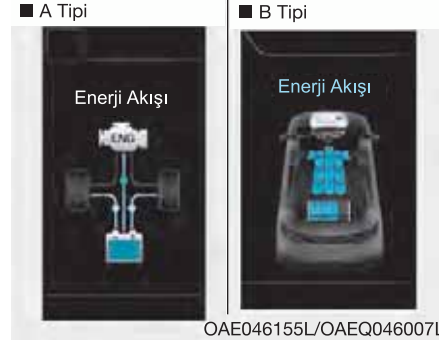 ■ A Tipi
■ B Tipi
Enerji Akışı
Enerji Akışı
ENG
OAE046155L/OAEQ046007L